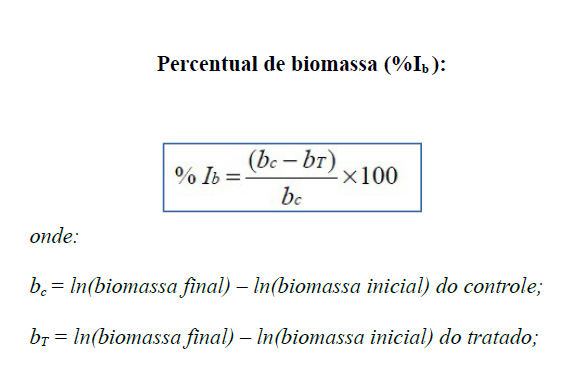 Percentual de biomassa (%Ib):
% Ib = (bc – bT) / bc ×100
onde:
bc = ln(biomassa final) – ln(biomassa inicial) do controle;
bT = ln(biomassa final) – ln(biomassa inicial) do tratado;